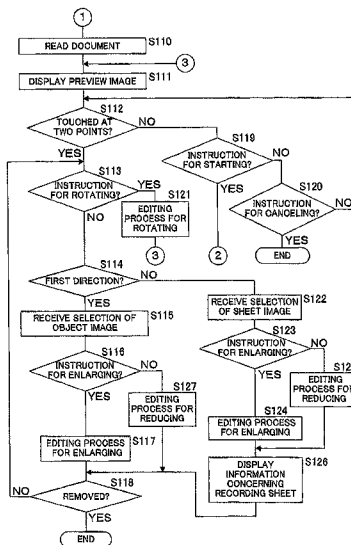 1
READ DOCUMENT
S110
3
DISPLAY PREVIEW IMAGE
S111
S112
TOUCHED AT
TWO POINTS?
NO
YES
S119
INSTRUCTION
FOR STARTING?
NO
YES
2
S120
INSTRUCTION
FOR CANCELING?
NO
YES
END
S113
INSTRUCTION
FOR ROTATING?
YES
NO
S121
EDITING
PROCESS FOR
ROTATING
3
S114
FIRST DIRECTION?
NO
YES
RECEIVE SELECTION OF
OBJECT IMAGE
S115
RECEIVE SELECTION
OF SHEET IMAGE
S122
S116
INSTRUCTION
FOR ENLARGING?
NO
YES
S127
EDITING
PROCESS FOR
REDUCING
S123
INSTRUCTION
FOR ENLARGING?
NO
YES
EDITING
PROCESS FOR
REDUCING
S124
EDITING PROCESS
FOR ENLARGING
EDITING PROCESS
FOR ENLARGING
S117
DISPLAY
INFORMATION
CONCERNING
RECORDING SHEET
S126
S118
REMOVED?
NO
YES
END